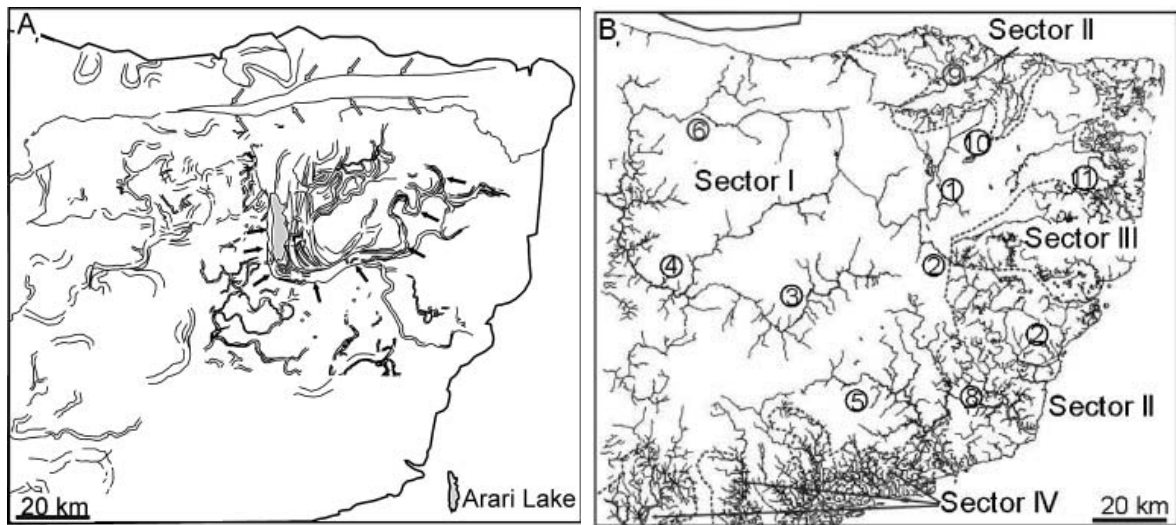 A,
20 km
Arari Lake
B,
Sector II
9
6
10
Sector I
1
11
Sector III
4
2
3
2
5
8
Sector II
Sector IV
20 km